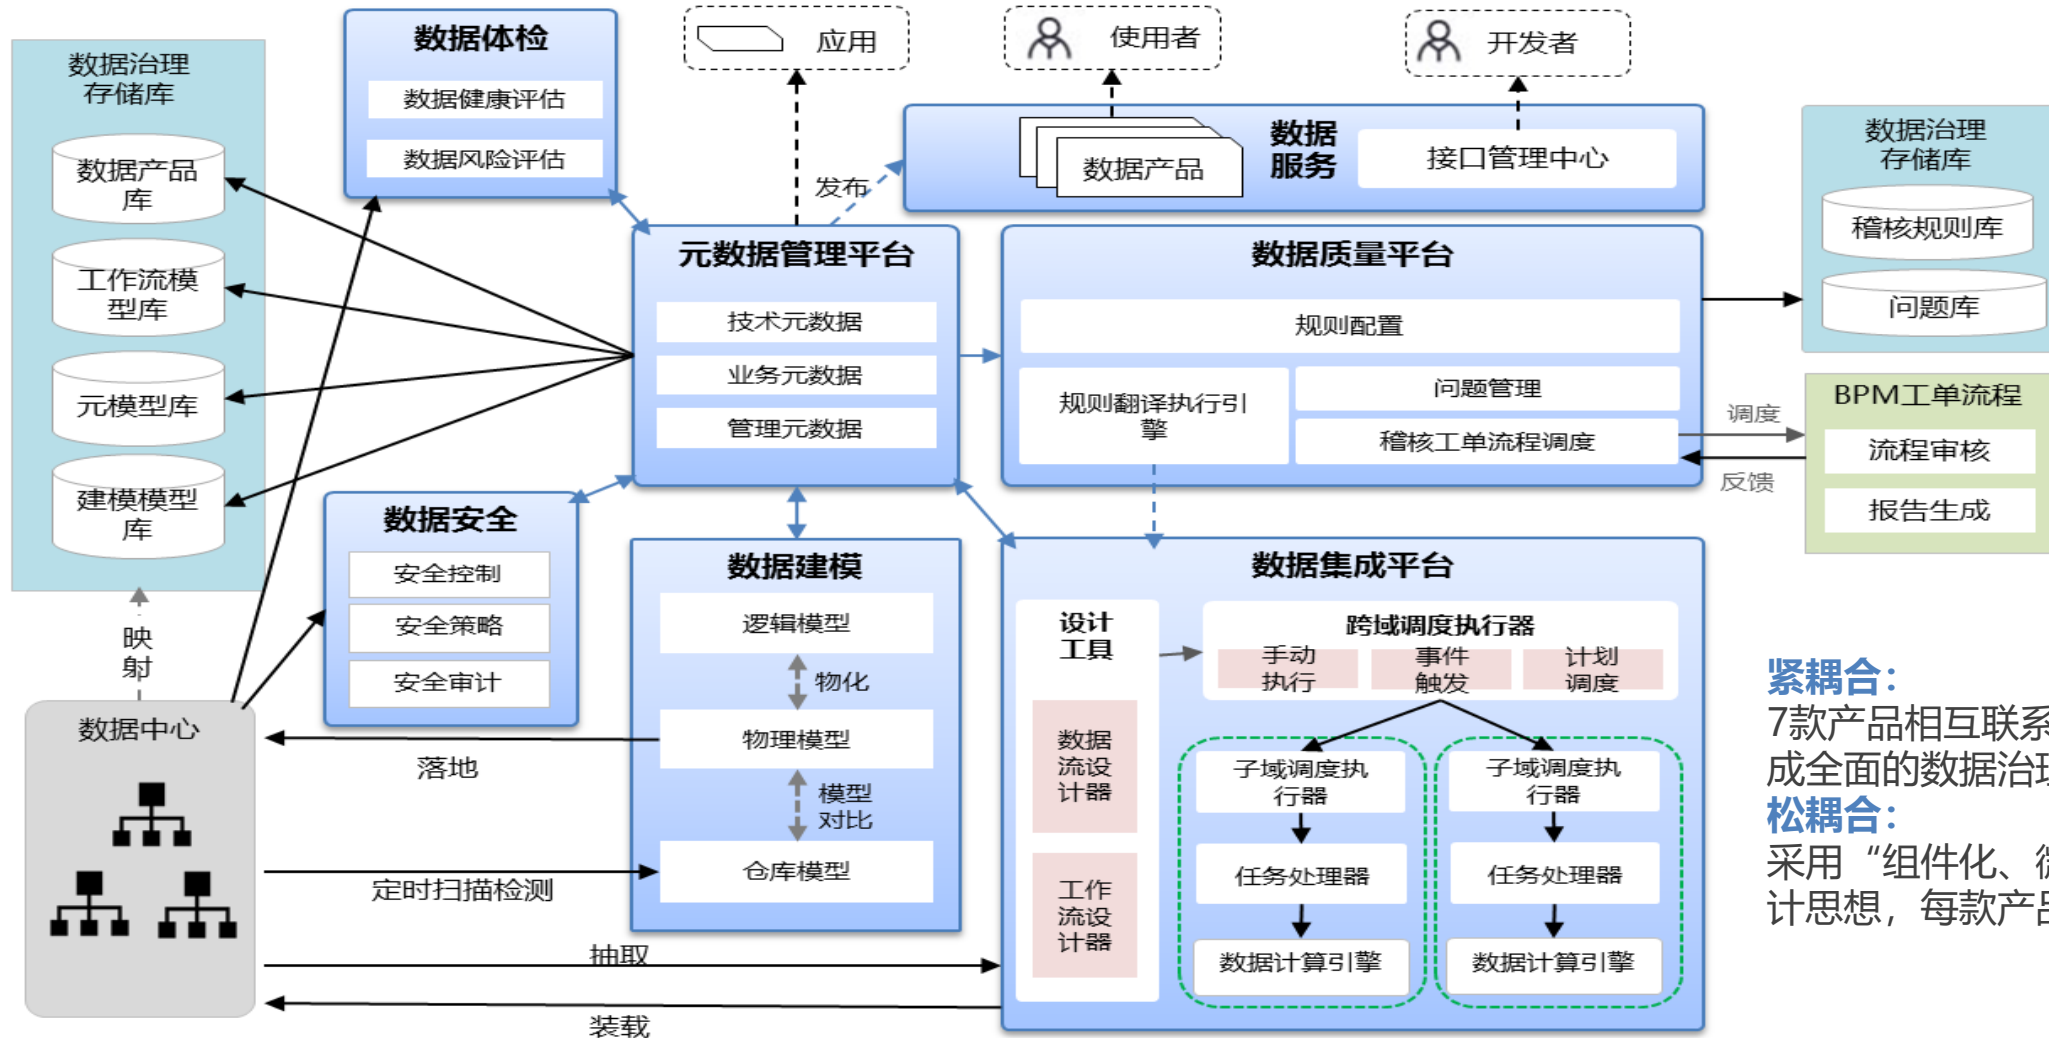 数据治理
存储库
数据产品
库
工作流模
型库
元模型库
建模模型
库
映
射
数据中心
数据体检
数据健康评估
数据风险评估
应用
使用者
开发者
发布
数据产品
数据
服务
接口管理中心
元数据管理平台
技术元数据
业务元数据
管理元数据
数据质量平台
规则配置
规则翻译执行引
擎
问题管理
稽核工单流程调度
数据治理
存储库
稽核规则库
问题库
调度
反馈
BPM工单流程
流程审核
报告生成
数据安全
安全控制
安全策略
安全审计
数据建模
逻辑模型
物化
物理模型
模型
对比
仓库模型
落地
定时扫描检测
抽取
装载
数据集成平台
设计
工具
数据
流设
计器
工作
流设
计器
跨域调度执行器
手动
执行
事件
触发
计划
调度
子域调度执
行器
任务处理器
数据计算引擎
子域调度执
行器
任务处理器
数据计算引擎
紧耦合：
7款产品相互联系
成全面的数据治理
松耦合：
采用“组件化、微
计思想，每款产品